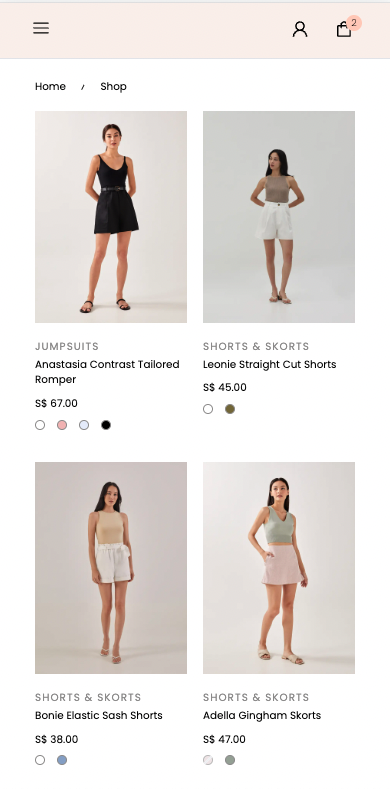 2
Home / Shop
JUMPSUITS
Anastasia Contrast Tailored
Romper
S$ 67.00
SHORTS & SKORTS
Leonie Straight Cut Shorts
S$ 45.00
SHORTS & SKORTS
Bonie Elastic Sash Shorts
S$ 38.00
SHORTS & SKORTS
Adella Gingham Skorts
S$ 47.00